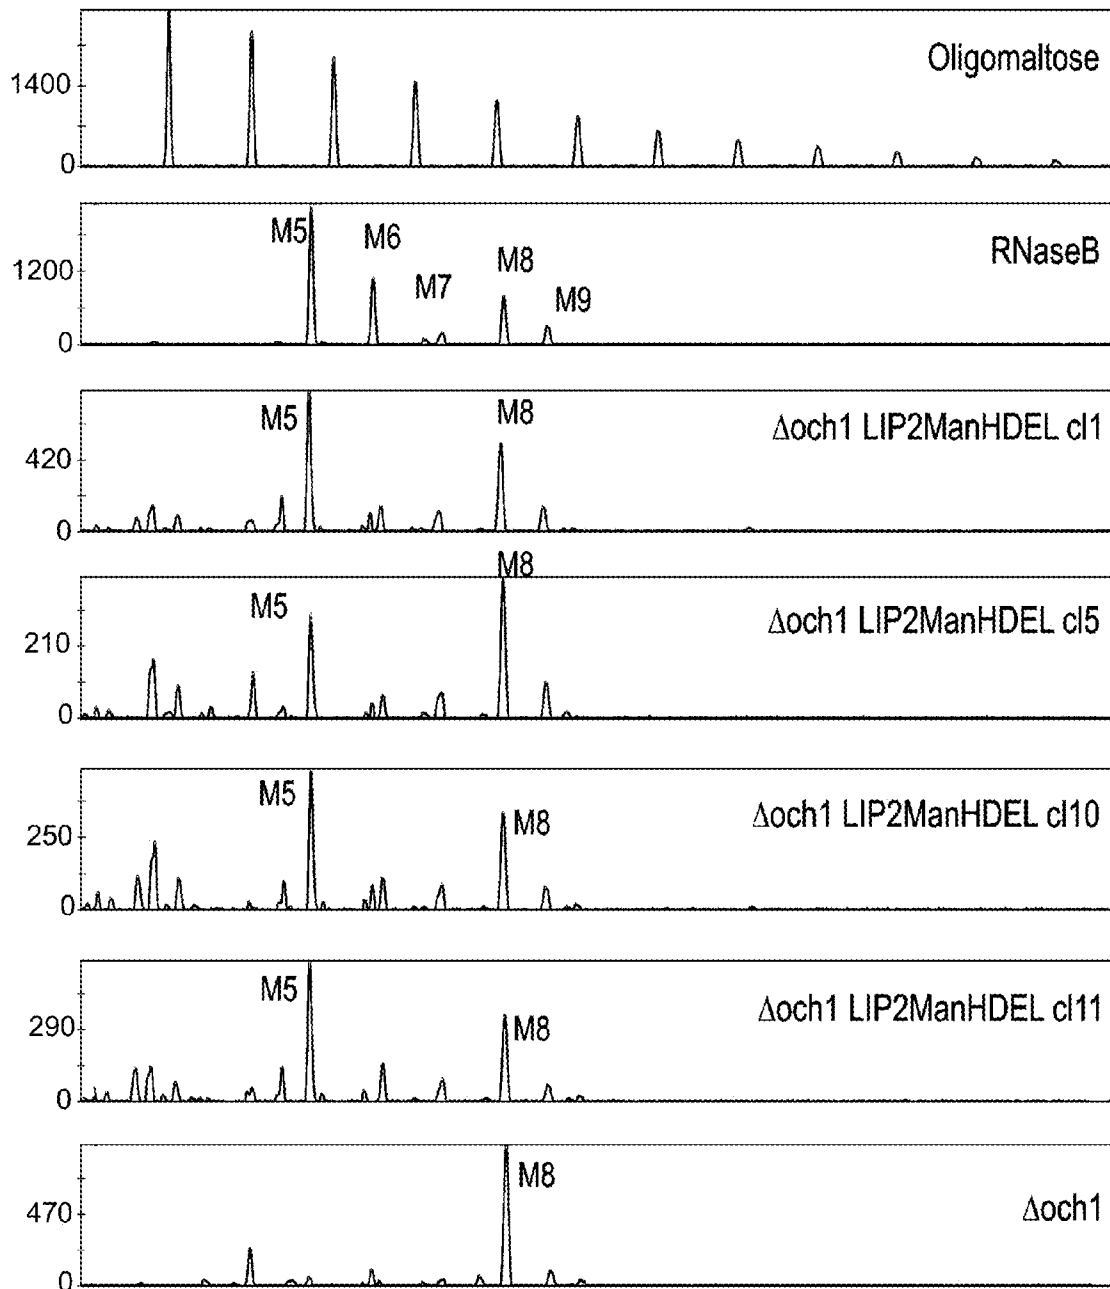 Oligomaltose
1400
0
M5
M6
M7
M8
M9
RNaseB
1200
0
M5
M8
Δoch1 LIP2ManHDEL cl1
420
0
M5
M8
Δoch1 LIP2ManHDEL cl5
210
0
M5
M8
Δoch1 LIP2ManHDEL cl10
250
0
M5
M8
Δoch1 LIP2ManHDEL cl11
290
0
M8
Δoch1
470
0